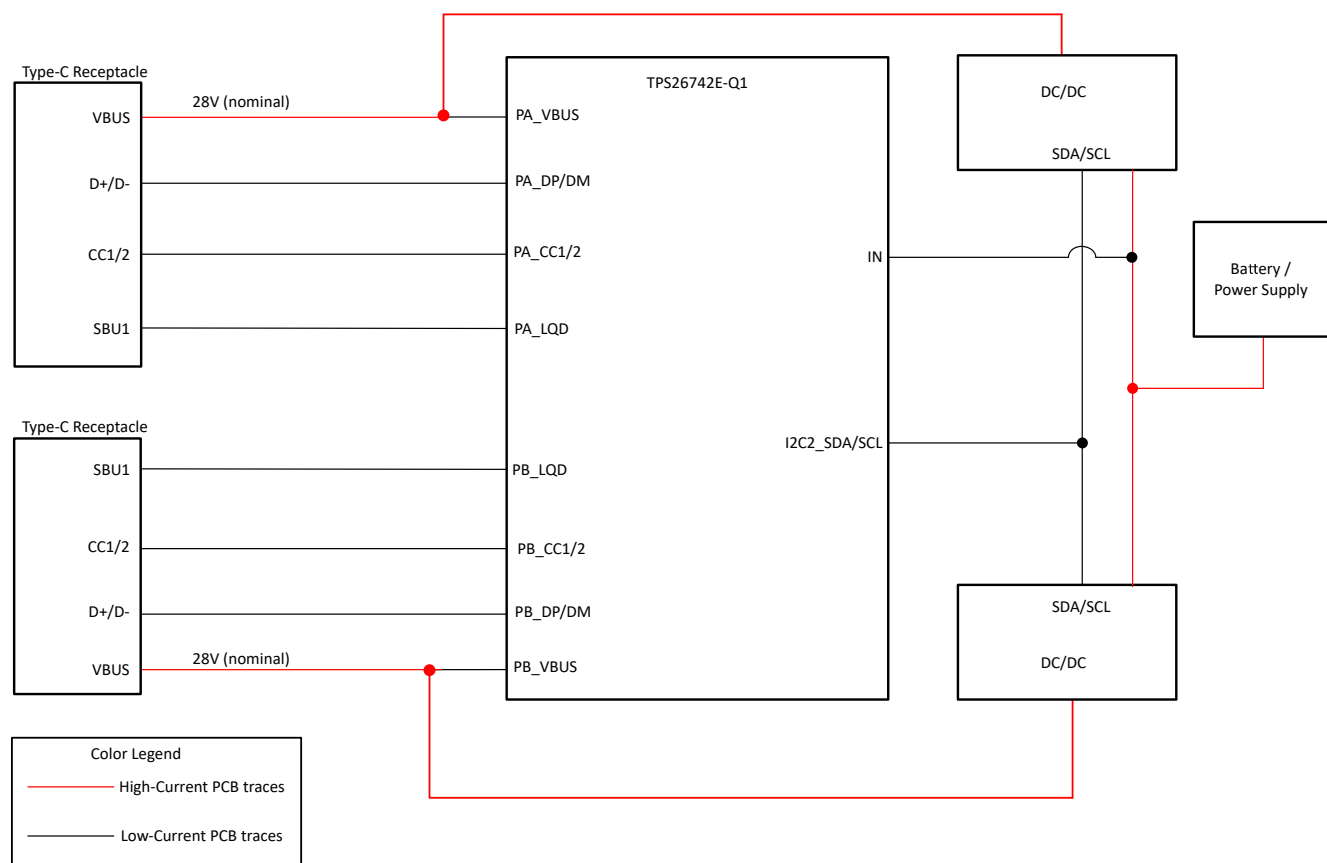 Type-C Receptacle
VBUS
D+/D-
CC1/2
SBU1
28V (nominal)
TPS26742E-Q1
PA_VBUS
PA_DP/DM
PA_CC1/2
PA_LQD
IN
I2C2_SDA/SCL
PB_LQD
PB_CC1/2
PB_DP/DM
PB_VBUS
DC/DC
SDA/SCL
Battery /
Power Supply
Type-C Receptacle
SBU1
CC1/2
D+/D-
VBUS
28V (nominal)
SDA/SCL
DC/DC
Color Legend
High-Current PCB traces
Low-Current PCB traces